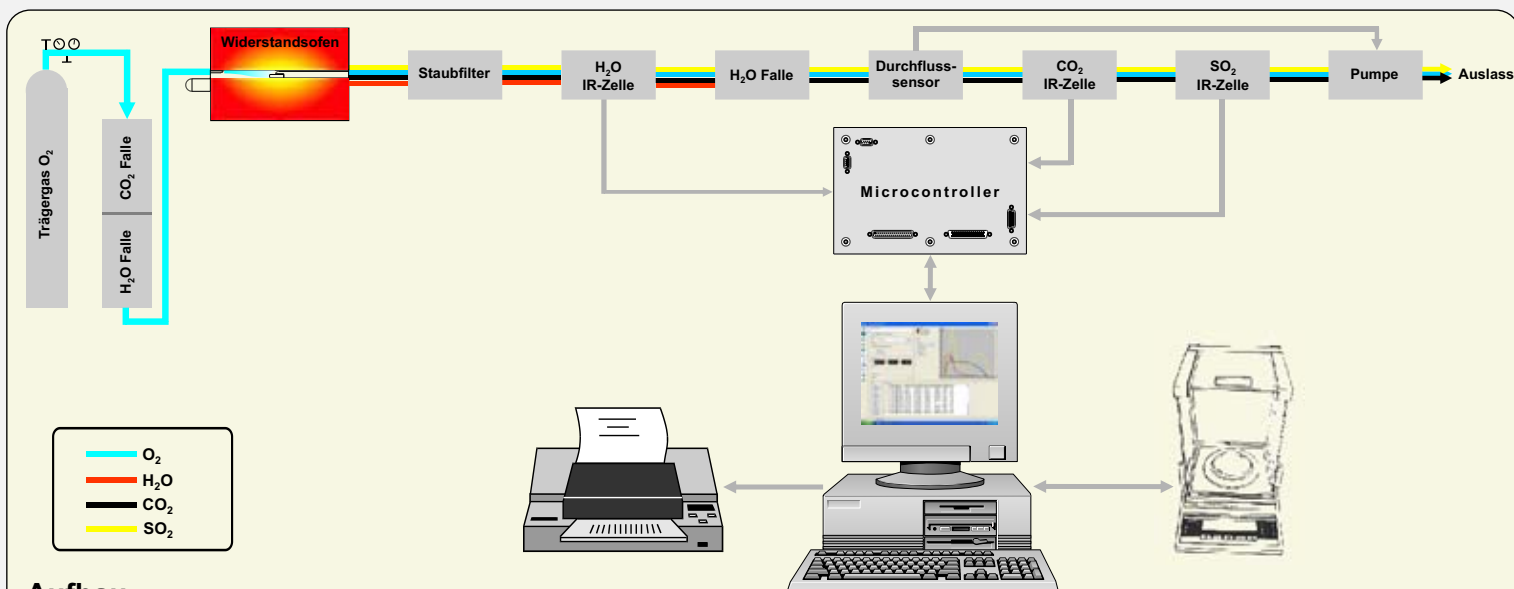 Widerstandsofen
Staubfilter
H₂O
IR-Zelle
H₂O Falle
Durchfluss-
sensor
CO₂
IR-Zelle
SO₂
IR-Zelle
Pumpe
Auslass
Trägergas O₂
CO₂ Falle
H₂O Falle
Microcontroller
O₂
H₂O
CO₂
SO₂
Aufbau